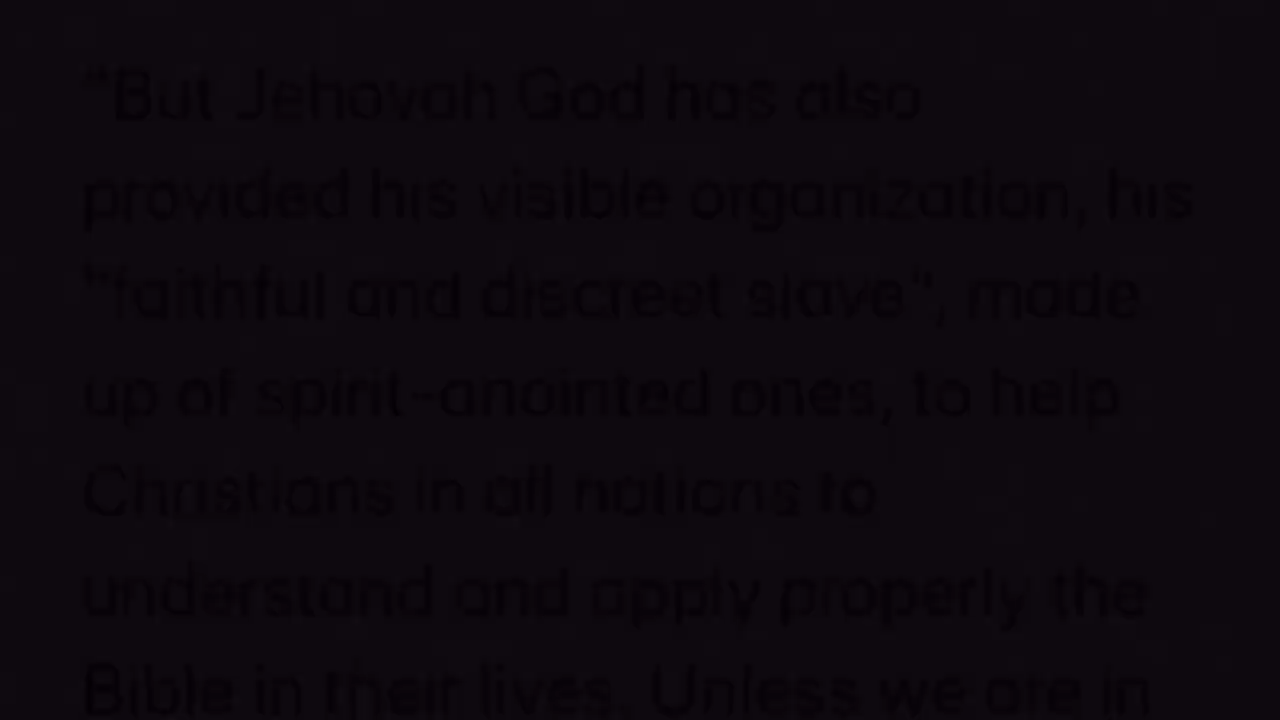 "But Jehovah God has also
provided his visible organization, his
"faithful and discreet slave", made
up of spirit-anointed ones, to help
Christians in all nations to
understand and apply properly the
Bible in their lives. Unless we are in